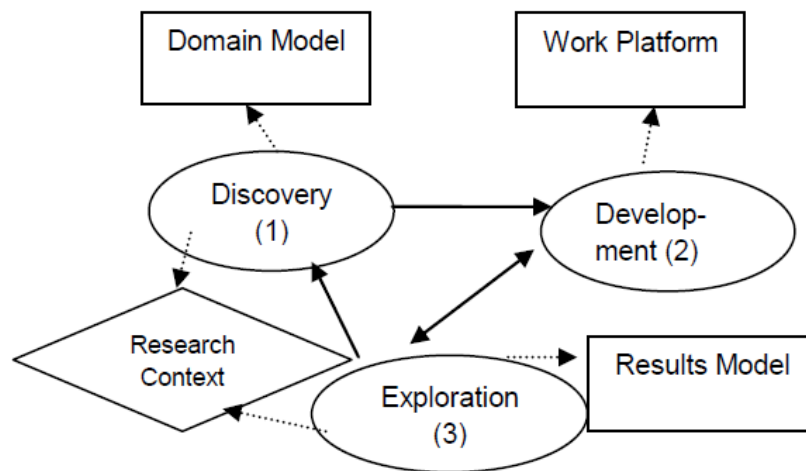 Domain Model
Work Platform
Discovery
(1)
Develop-
ment (2)
Research
Context
Results Model
Exploration
(3)